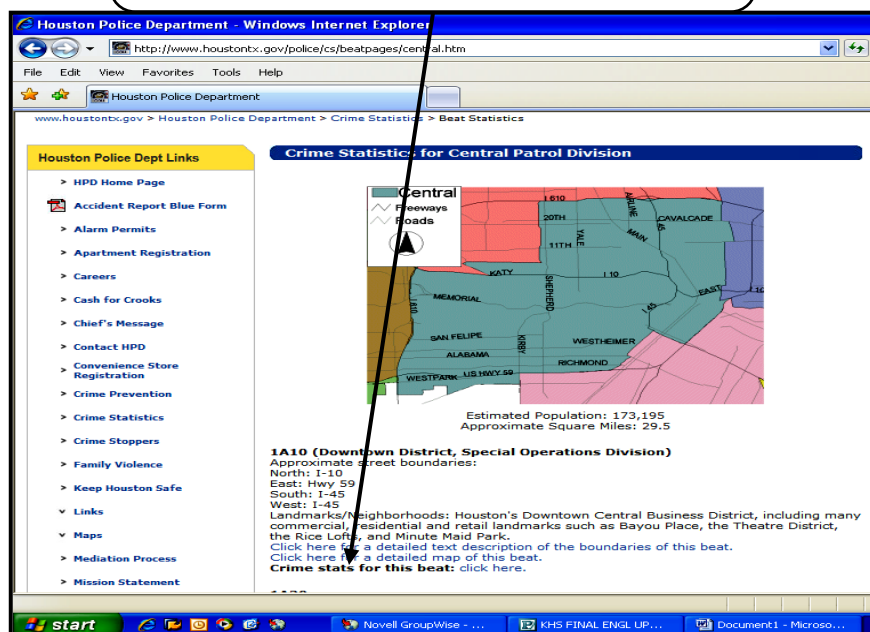 Houston Police Department - Windows Internet Explorer
http://www.houstontx.gov/police/cs/beatpages/central.htm
File Edit View Favorites Tools Help
Houston Police Department
www.houstontx.gov > Houston Police Department > Crime Statistics > Beat Statistics
Houston Police Dept Links
> HPD Home Page
Accident Report Blue Form
> Alarm Permits
> Apartment Registration
> Careers
> Cash for Crooks
> Chief's Message
> Contact HPD
> Convenience Store
Registration
> Crime Prevention
> Crime Statistics
> Crime Stoppers
> Family Violence
> Keep Houston Safe
Links
Maps
> Mediation Process
> Mission Statement
Crime Statistics for Central Patrol Division
Central
Freeways
Roads
I 610
20TH
YALE
AIRLINE
MAIN
45
CAVALCADE
11TH
KATY
I 10
SHEPHERD
I 610
MEMORIAL
I 45
EAST
I 10
SAN FELIPE
KIRBY
WESTHEIMER
ALABAMA
RICHMOND
WESTPARK
US HWY 59
Estimated Population: 173,195
Approximate Square Miles: 29.5
1A10 (Downtown District, Special Operations Division)
Approximate street boundaries:
North: I-10
East: Hwy 59
South: I-45
West: I-45
Landmarks/Neighborhoods: Houston's Downtown Central Business District, including many
commercial, residential and retail landmarks such as Bayou Place, the Theatre District,
the Rice Lofts, and Minute Maid Park.
Click here for a detailed text description of the boundaries of this beat.
Click here for a detailed map of this beat.
Crime stats for this beat: click here.
start
Novell GroupWise - ...
KHS FINAL ENGL UP...
Document1 - Microso...